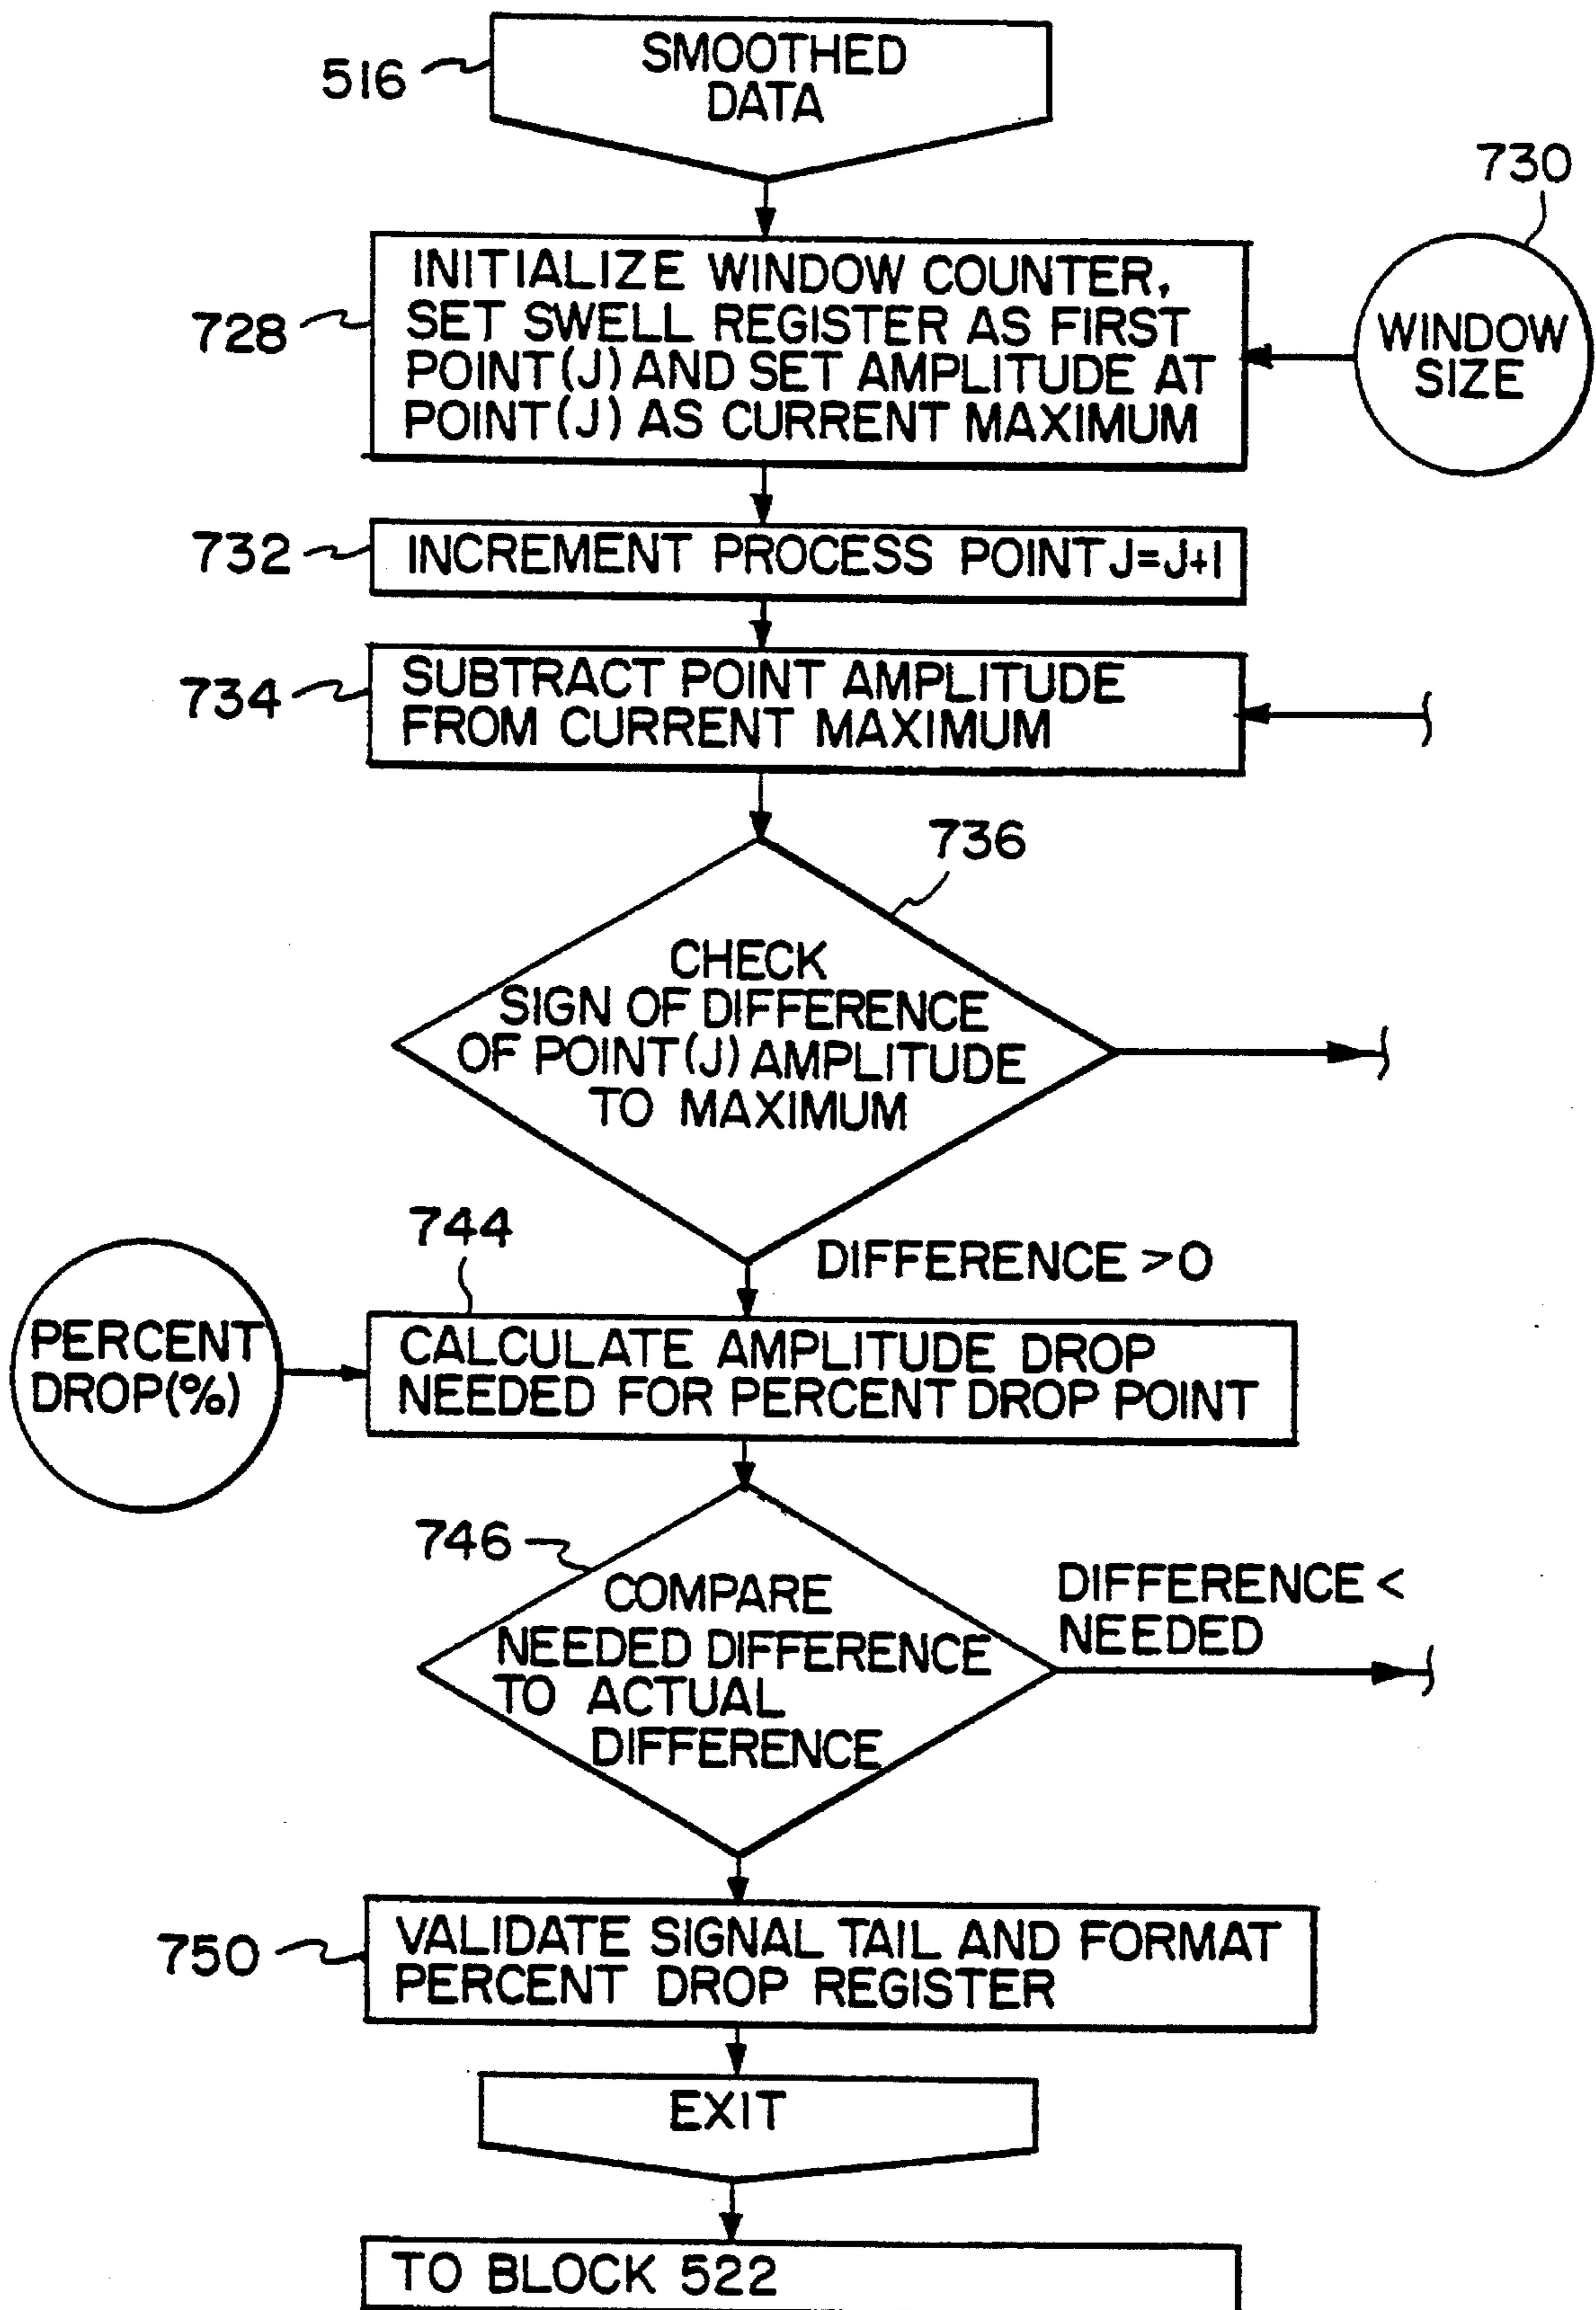 516
SMOOTHED
DATA
730
728
INITIALIZE WINDOW COUNTER,
SET SWELL REGISTER AS FIRST
POINT(J) AND SET AMPLITUDE AT
POINT(J) AS CURRENT MAXIMUM
WINDOW
SIZE
732
INCREMENT PROCESS POINT J=J+1
734
SUBTRACT POINT AMPLITUDE
FROM CURRENT MAXIMUM
736
CHECK
SIGN OF DIFFERENCE
OF POINT(J) AMPLITUDE
TO MAXIMUM
DIFFERENCE >0
744
PERCENT
DROP(%)
CALCULATE AMPLITUDE DROP
NEEDED FOR PERCENT DROP POINT
746
COMPARE
NEEDED DIFFERENCE
TO ACTUAL
DIFFERENCE
DIFFERENCE <
NEEDED
750
VALIDATE SIGNAL TAIL AND FORMAT
PERCENT DROP REGISTER
EXIT
TO BLOCK 522